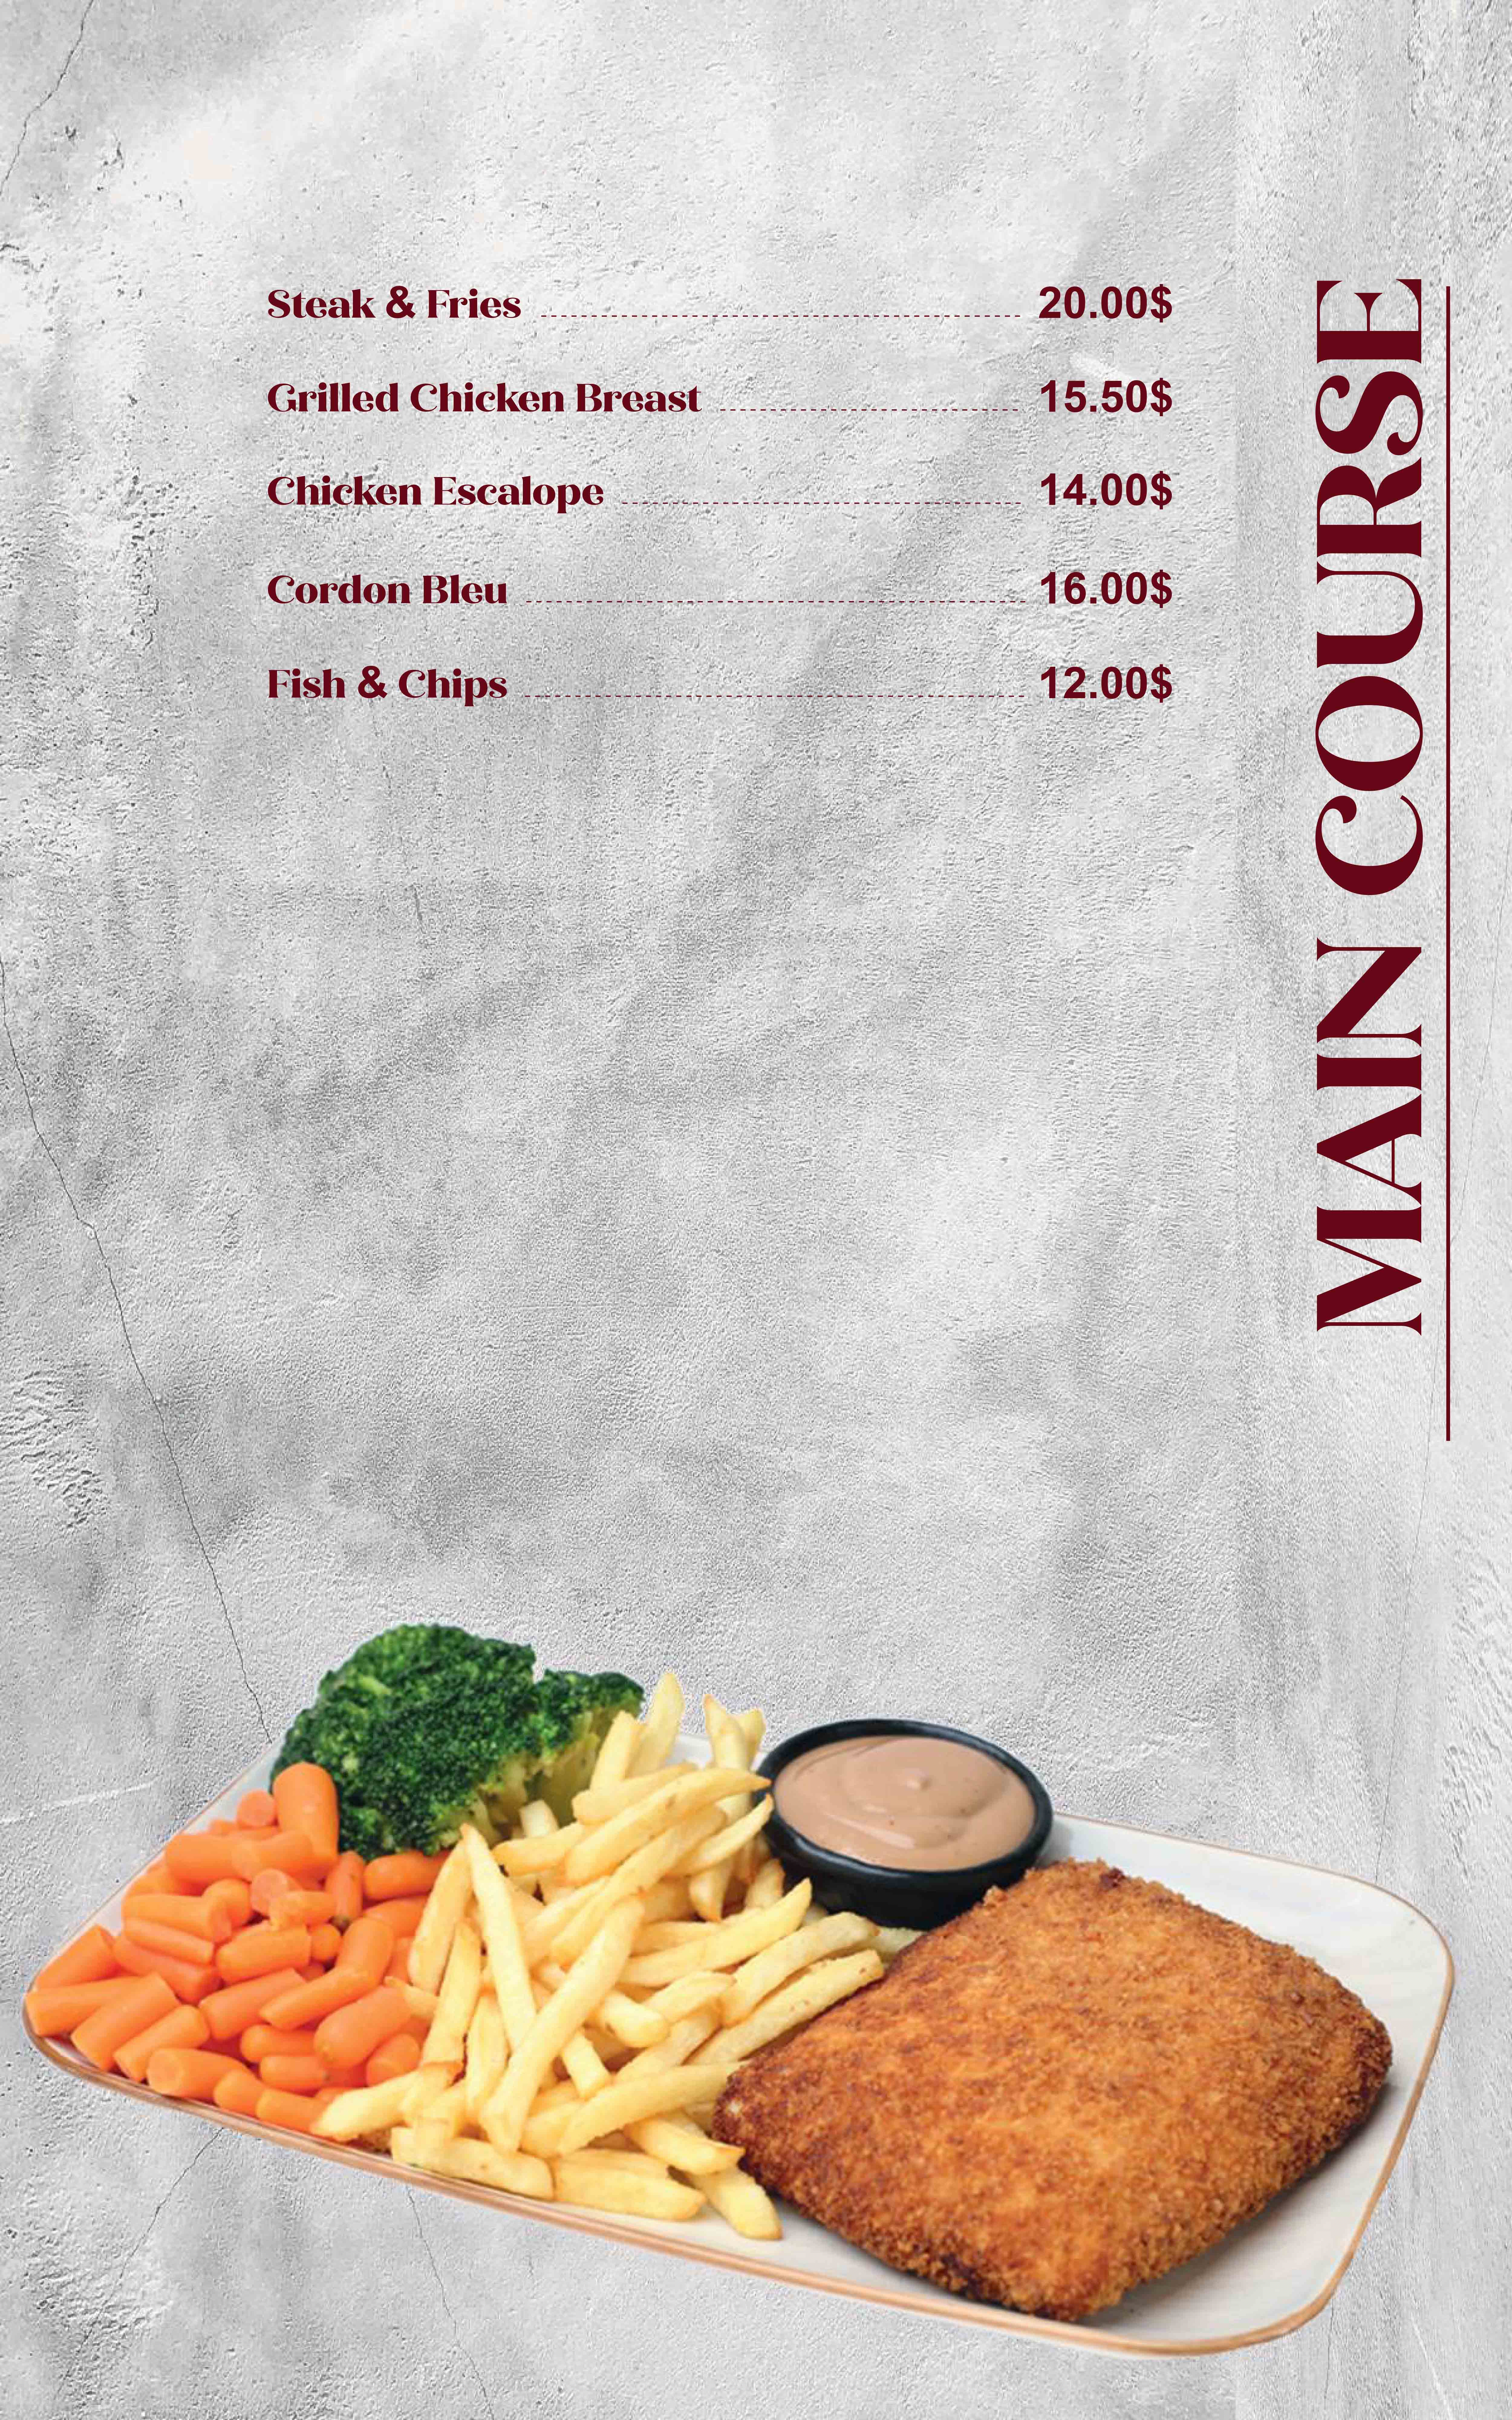 MAIN COURSE
Steak & Fries 20.00$
Grilled Chicken Breast 15.50$
Chicken Escalope 14.00$
Cordon Bleu 16.00$
Fish & Chips 12.00$